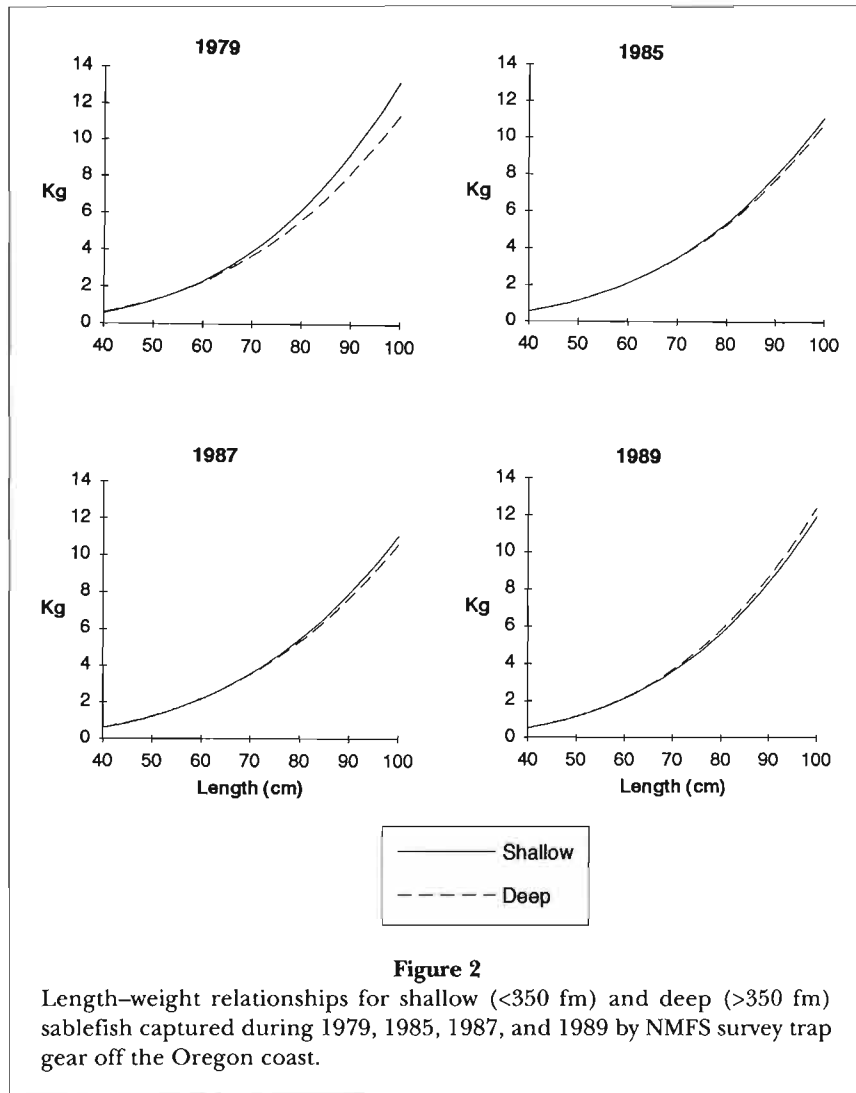 1979
14
12
10
8
Kg
6
4
2
0
40 50 60 70 80 90 100
1985
14
12
10
8
Kg
6
4
2
0
40 50 60 70 80 90 100
1987
14
12
10
8
Kg
6
4
2
0
40 50 60 70 80 90 100
Length (cm)
1989
14
12
10
8
Kg
6
4
2
0
40 50 60 70 80 90 100
Length (cm)
Shallow
Deep
Figure 2
Length–weight relationships for shallow (<350 fm) and deep (>350 fm)
sablefish captured during 1979, 1985, 1987, and 1989 by NMFS survey trap
gear off the Oregon coast.